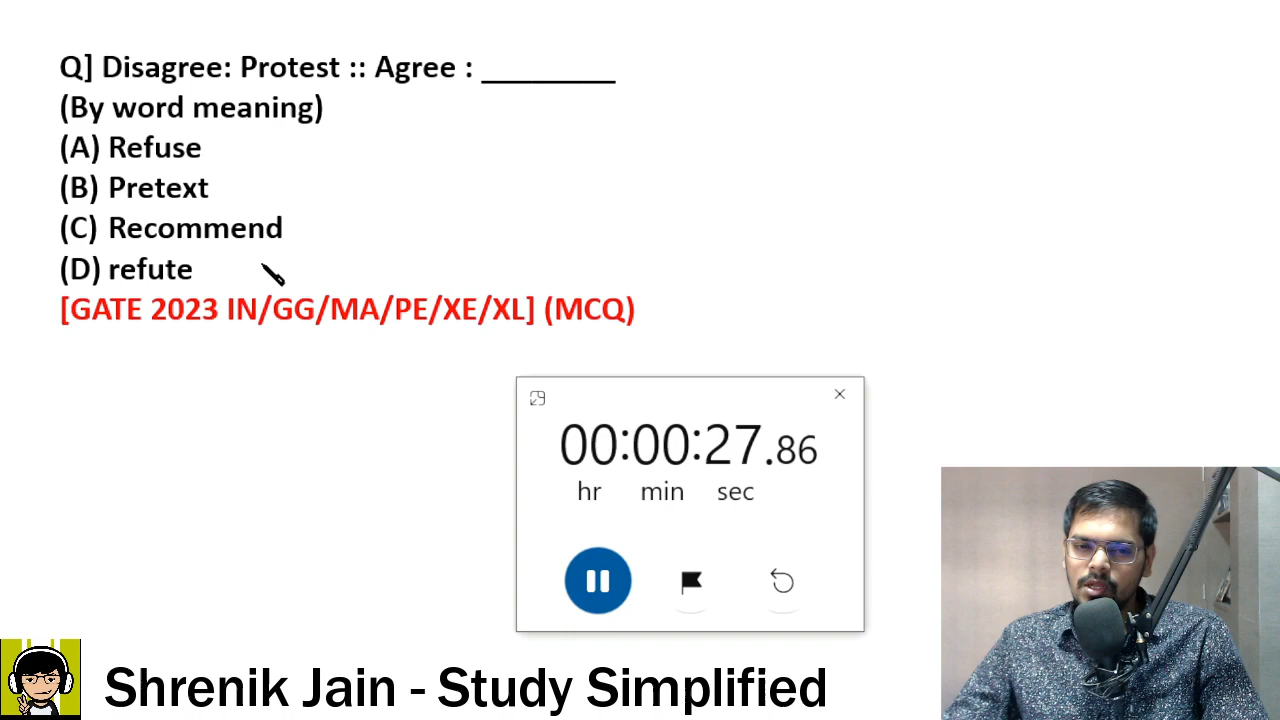 Q] Disagree: Protest :: Agree : ________
(By word meaning)
(A) Refuse
(B) Pretext
(C) Recommend
(D) refute
[GATE 2023 IN/GG/MA/PE/XE/XL] (MCQ)
00:00:27.86
hr min sec
Shrenik Jain - Study Simplified